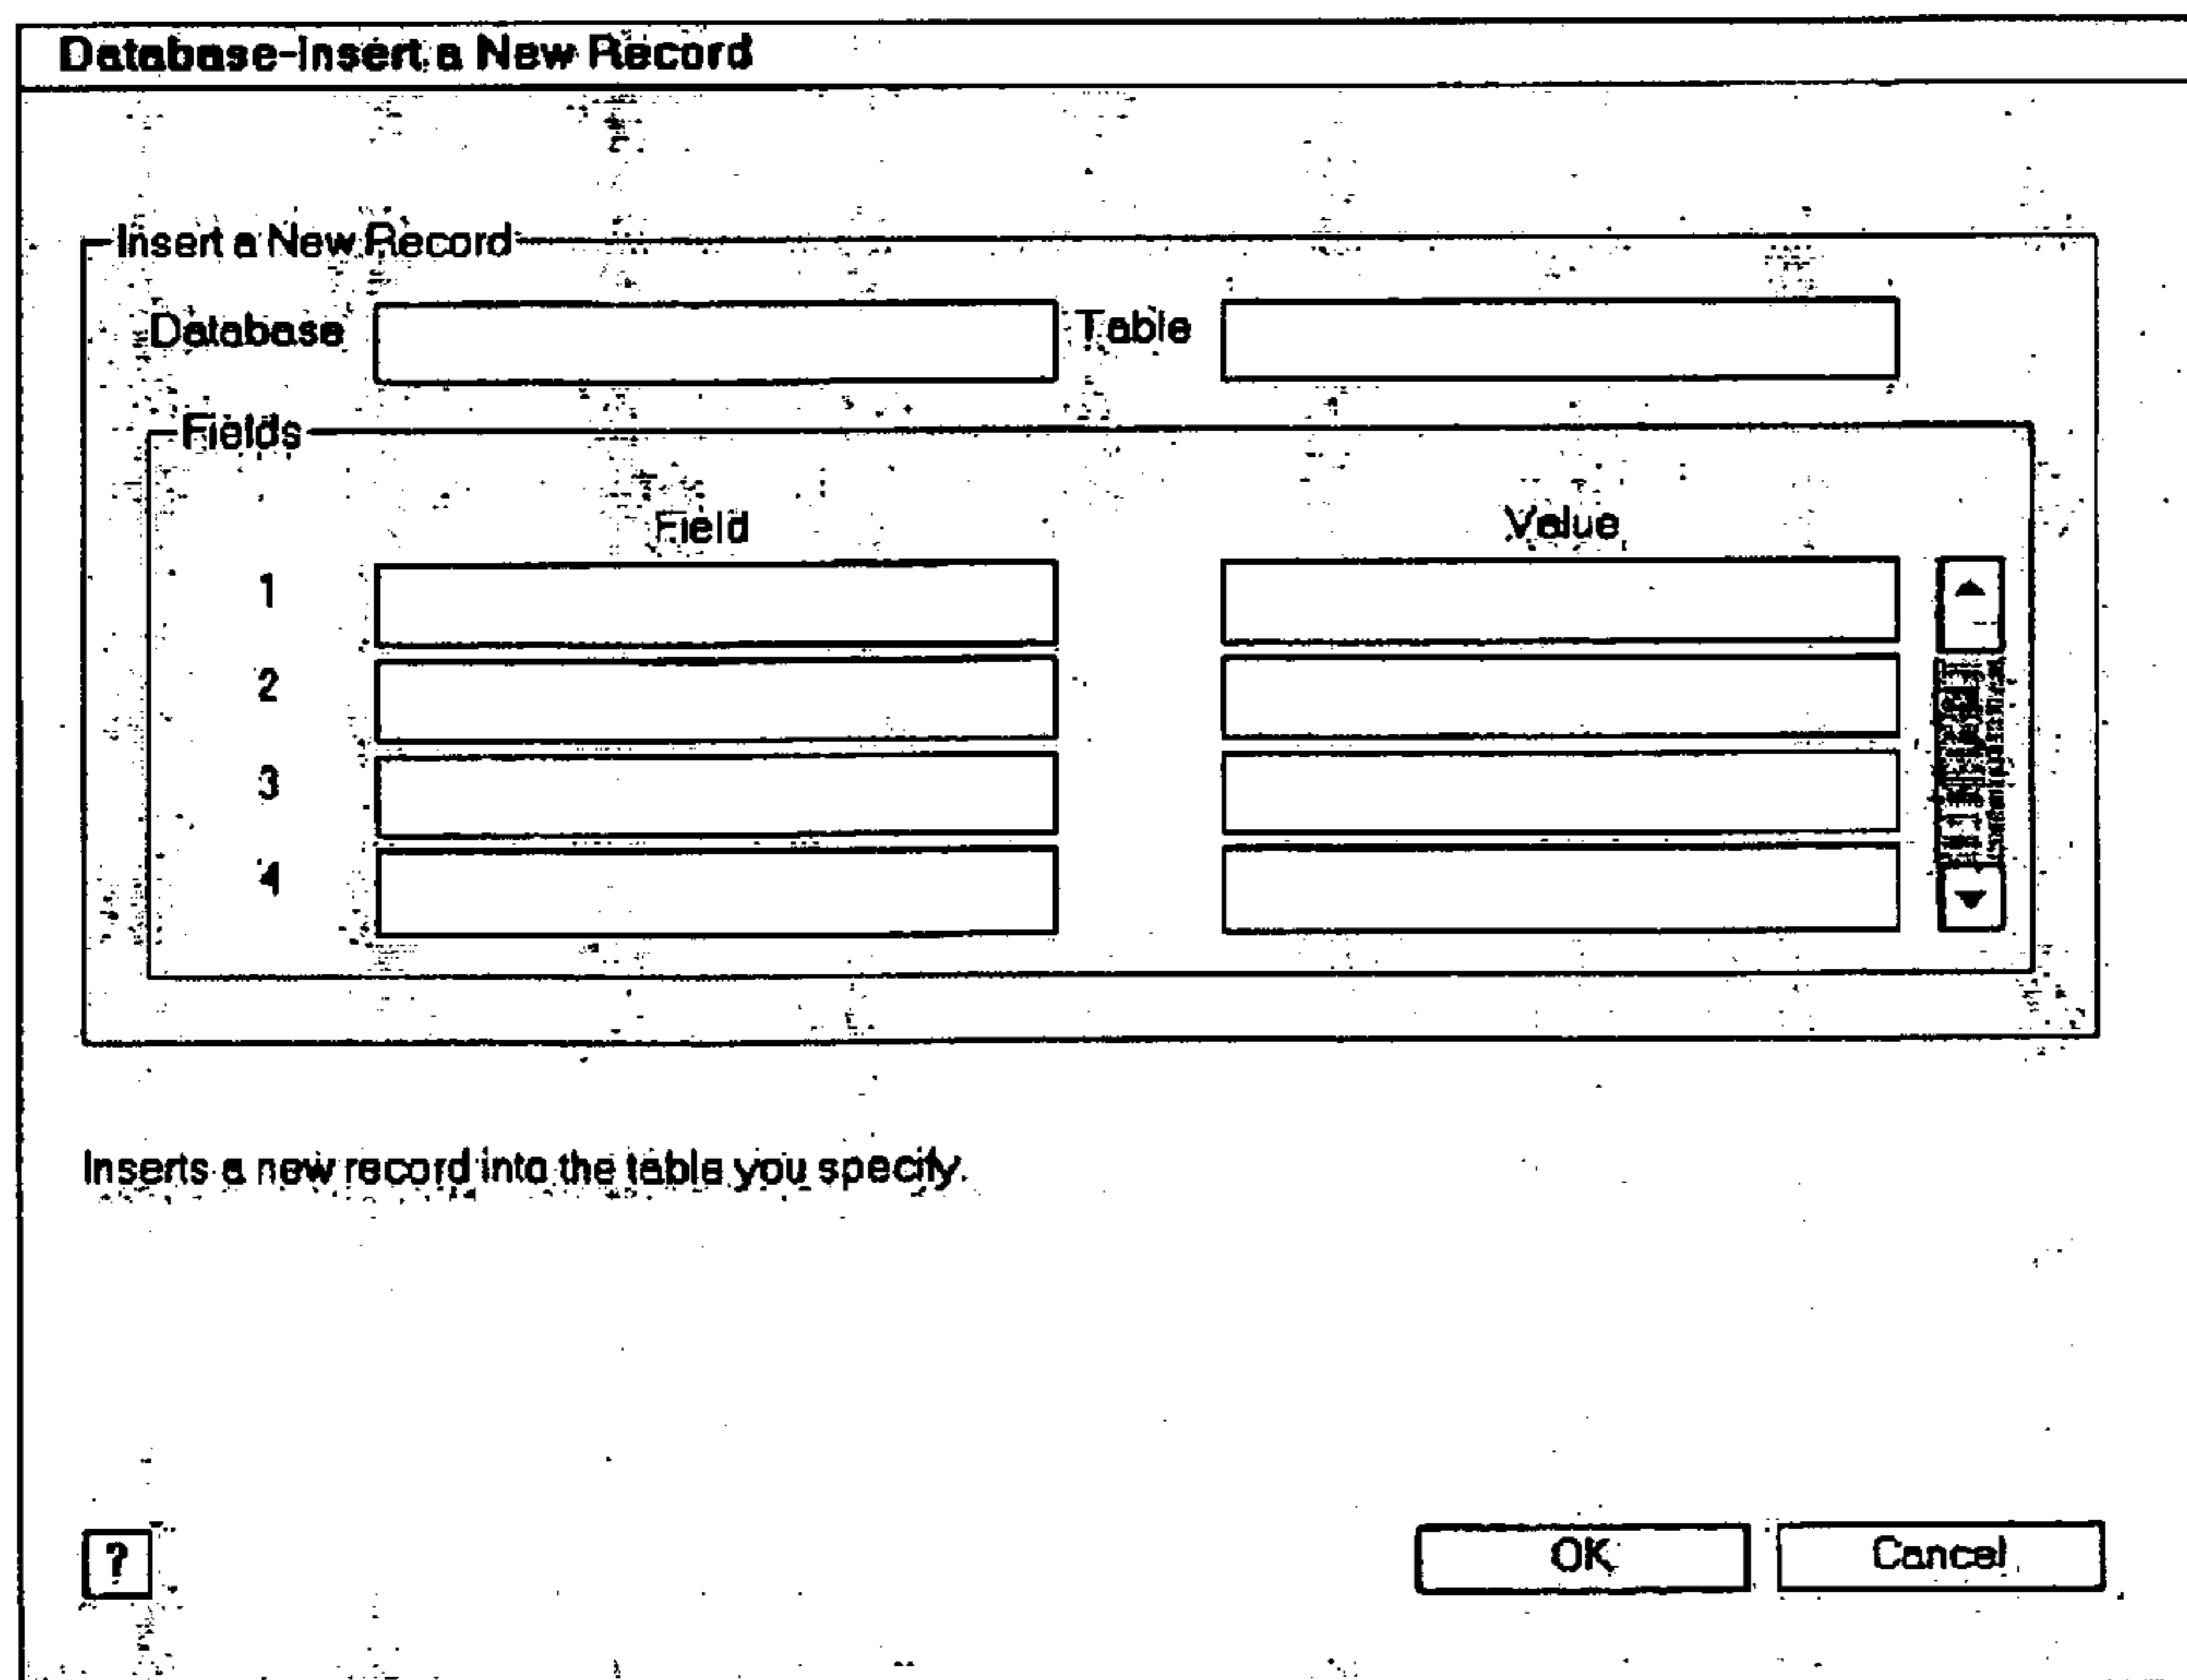 Database-Insert a New Record
Insert a New Record
Database Table
Fields
Field Value
1
2
3
4
Inserts a new record into the table you specify.
? OK Cancel